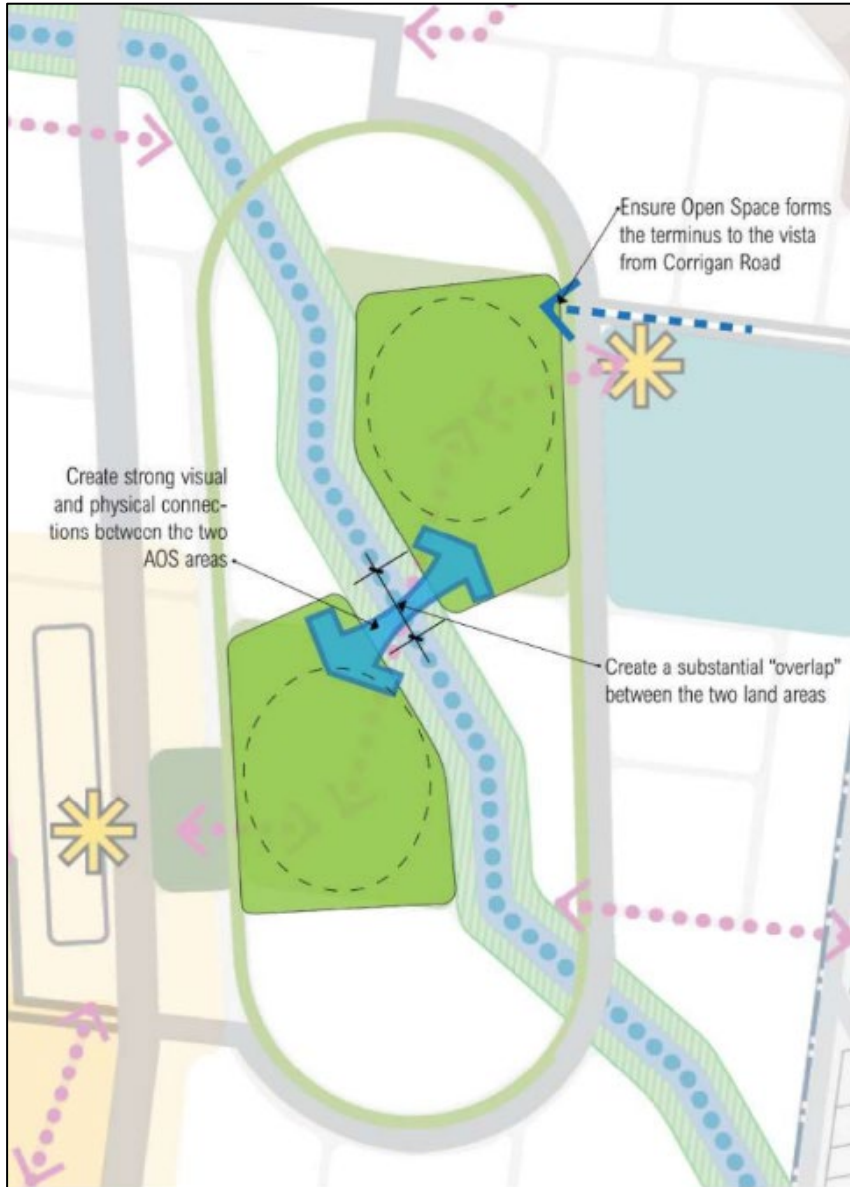 Ensure Open Space forms
the terminus to the vista
from Corrigan Road
Create strong visual
and physical connec-
tions between the two
AOS areas
Create a substantial “overlap”
between the two land areas